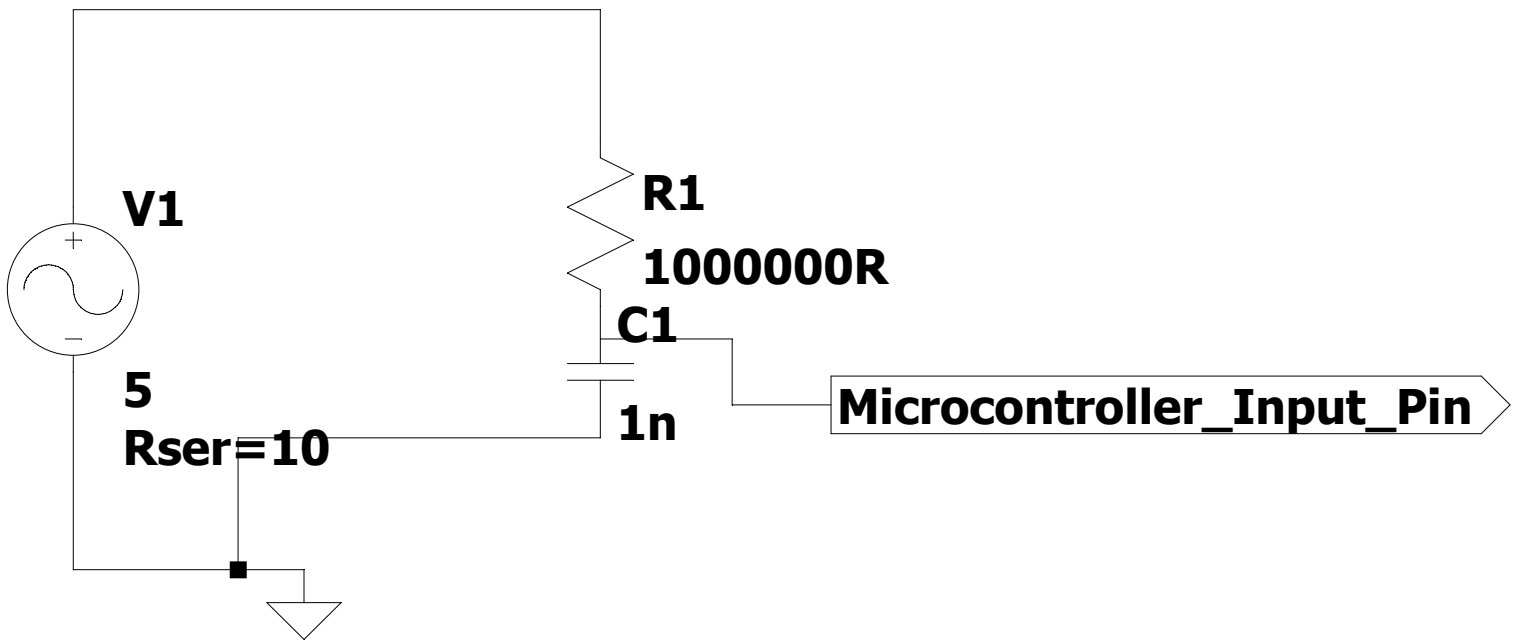 V1
5
Rser=10
R1
1000000R
C1
1n
Microcontroller_Input_Pin